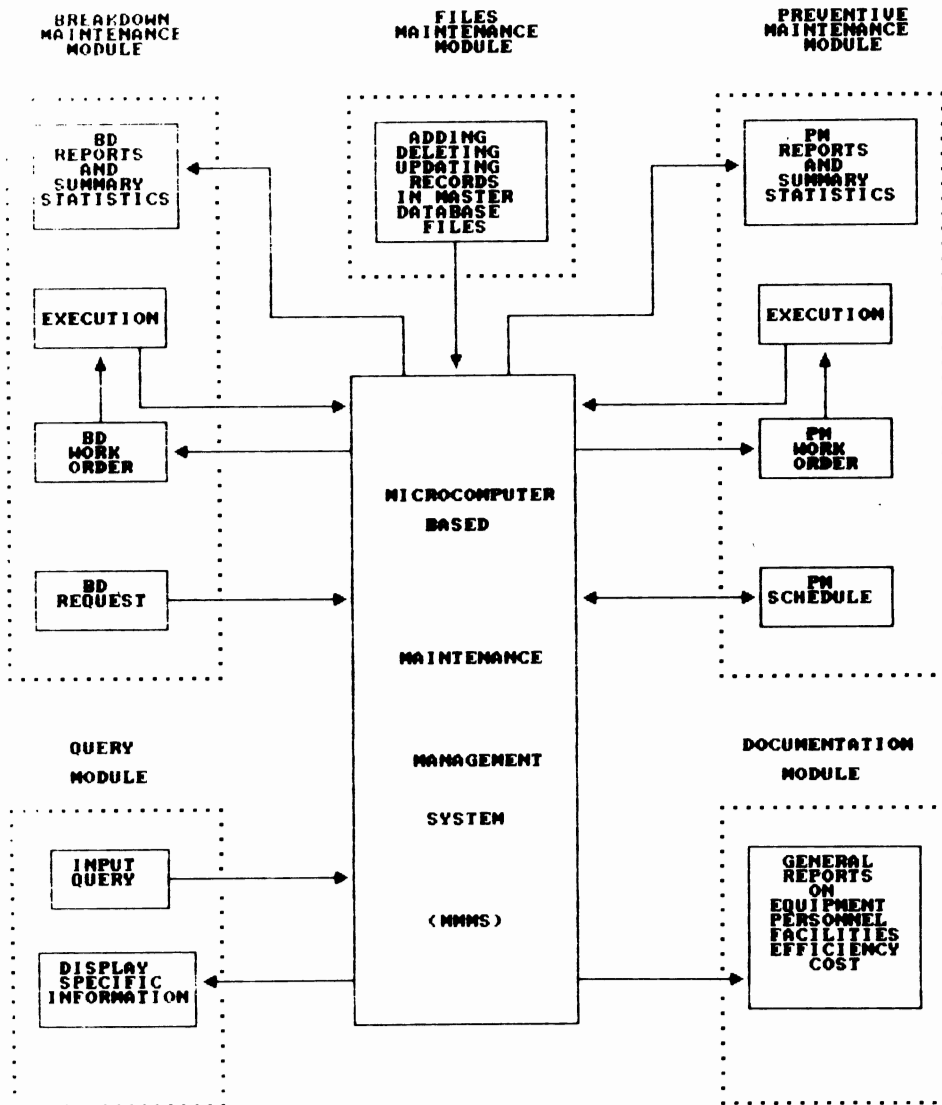 BREAKDOWN
MAINTENANCE
MODULE
FILES
MAINTENANCE
MODULE
PREVENTIVE
MAINTENANCE
MODULE
BD
REPORTS
AND
SUMMARY
STATISTICS
ADDING
DELETING
UPDATING
RECORDS
IN MASTER
DATABASE
FILES
PM
REPORTS
AND
SUMMARY
STATISTICS
EXECUTION
EXECUTION
BD
WORK
ORDER
PM
WORK
ORDER
BD
REQUEST
PM
SCHEDULE
MICROCOMPUTER
BASED
MAINTENANCE
MANAGEMENT
SYSTEM
(MMMS)
QUERY
MODULE
INPUT
QUERY
DISPLAY
SPECIFIC
INFORMATION
DOCUMENTATION
MODULE
GENERAL
REPORTS
ON
EQUIPMENT
PERSONNEL
FACILITIES
EFFICIENCY
COST